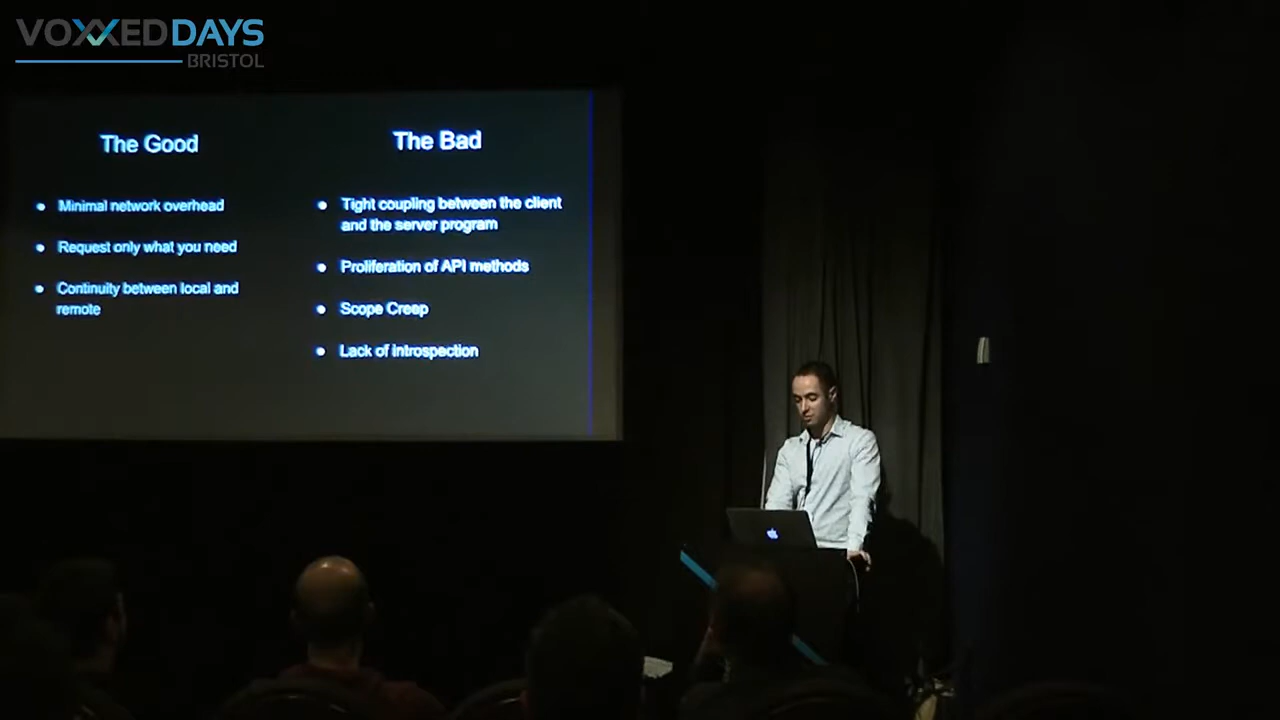 VOXXEDDAYS
BRISTOL
The Good
Minimal network overhead
Request only what you need
Continuity between local and
remote
The Bad
Tight coupling between the client
and the server program
Proliferation of API methods
Scope Creep
Lack of introspection